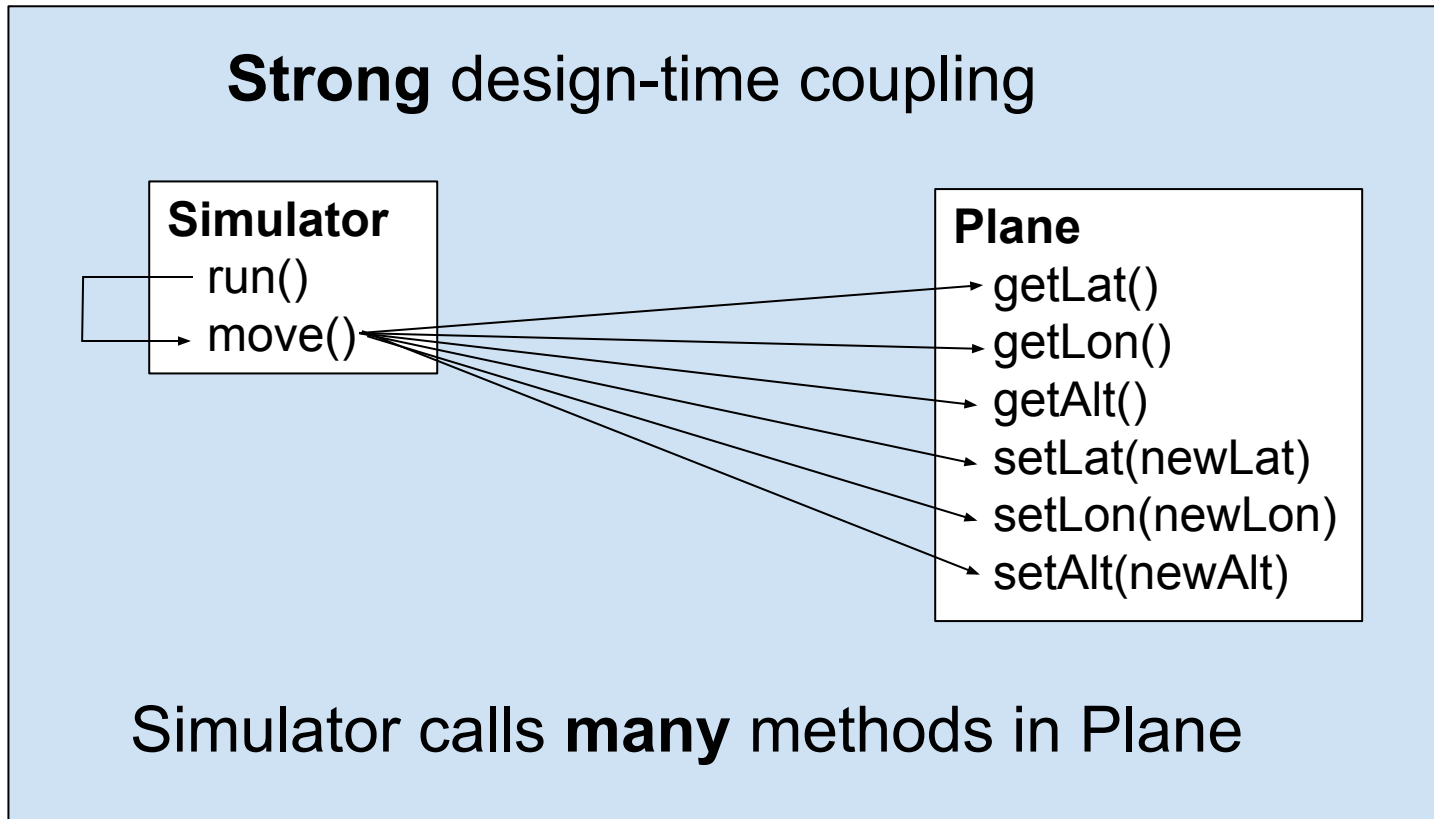 Strong design-time coupling
Simulator
run()
move()
Plane
getLat()
getLon()
getAlt()
setLat(newLat)
setLon(newLon)
setAlt(newAlt)
Simulator calls many methods in Plane